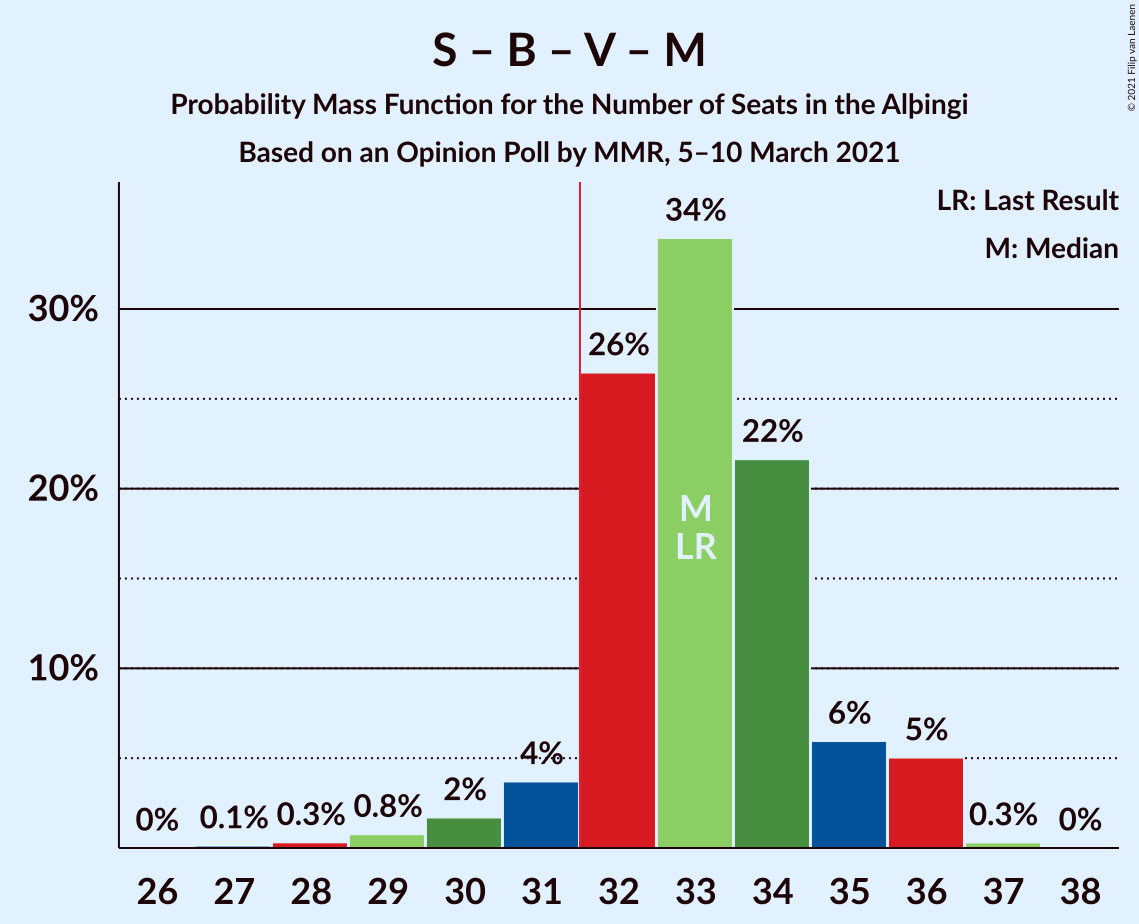 S – B – V – M
Probability Mass Function for the Number of Seats in the Alþingi
Based on an Opinion Poll by MMR, 5–10 March 2021
© 2021 Filip van Laenen
LR: Last Result
M: Median
34%
30%
26%
22%
20%
M
LR
10%
6%
5%
4%
2%
0.8%
0.3%
0.1%
0%
0.3%
0%
26 27 28 29 30 31 32 33 34 35 36 37 38